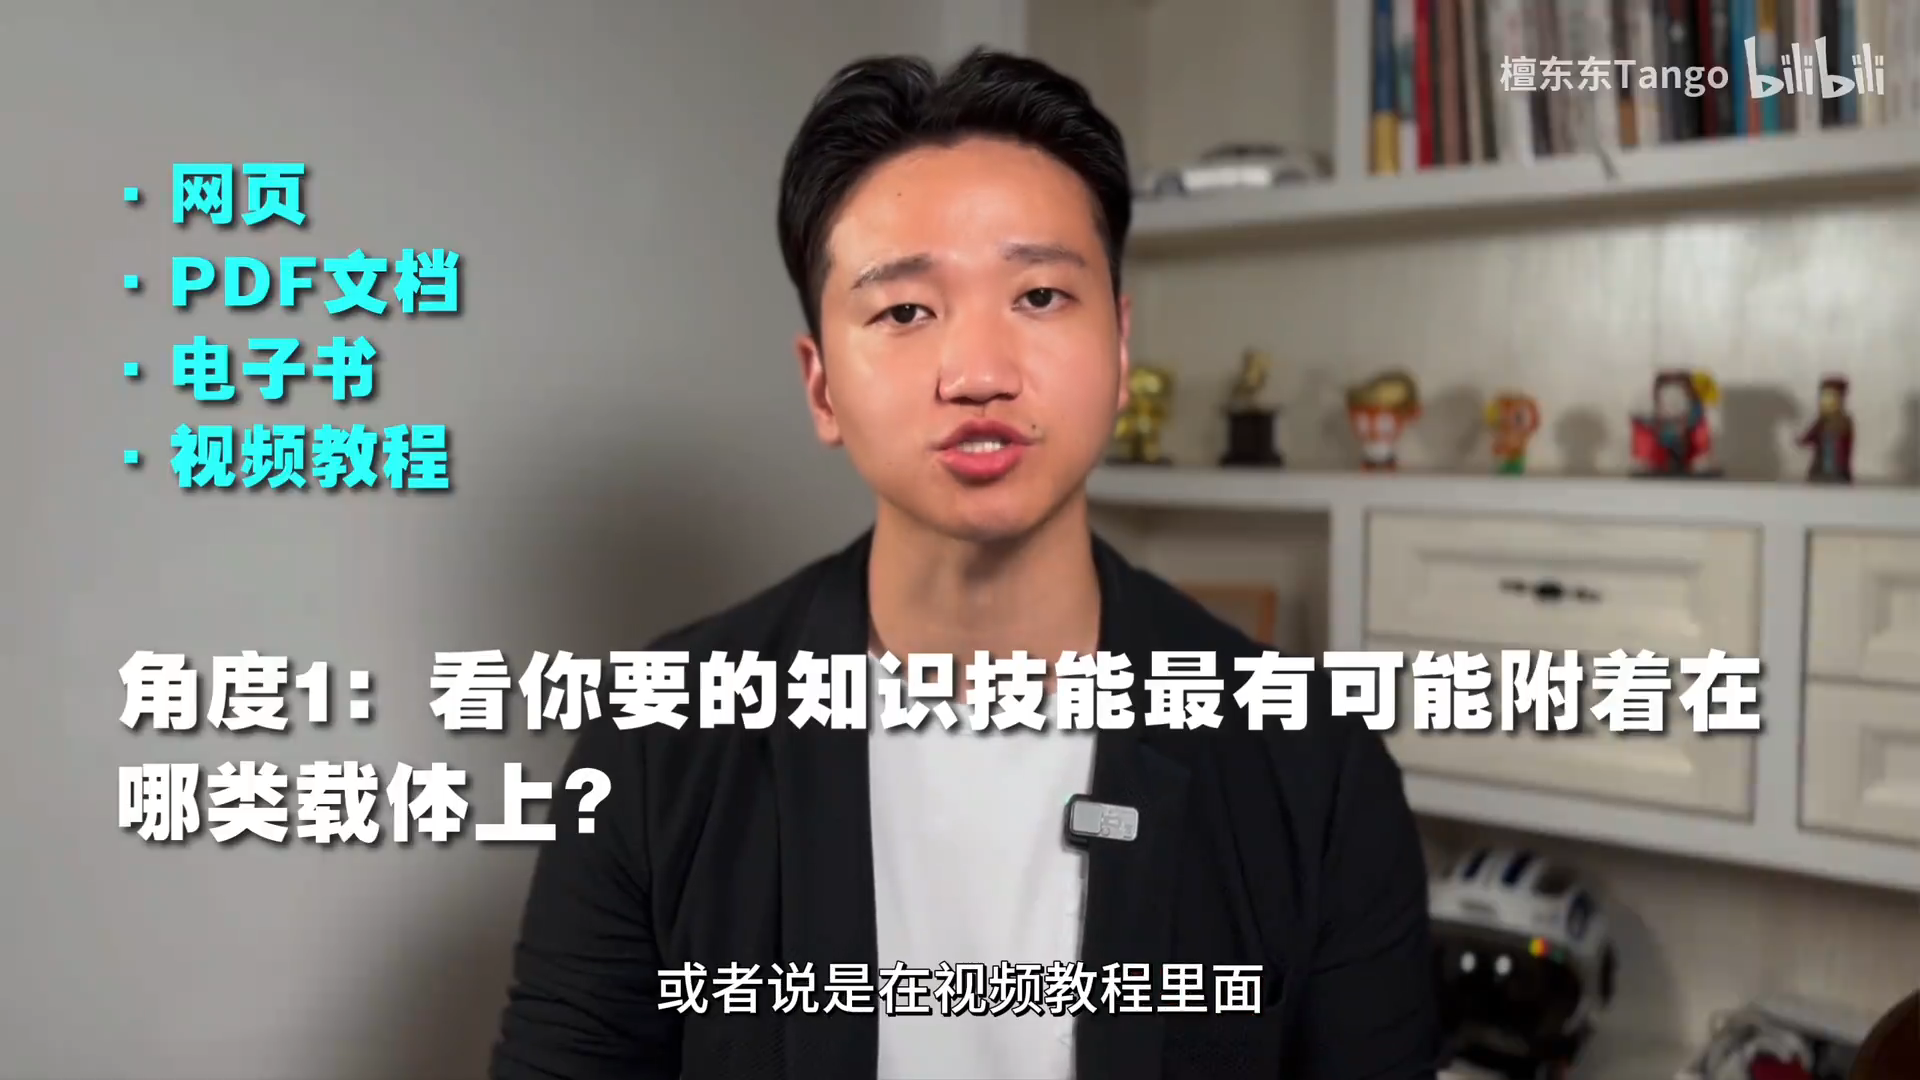 檀东东Tango bilibili
· 网页
· PDF文档
· 电子书
· 视频教程
角度1：看你要的知识技能最有可能附着在
哪类载体上？
或者说是在视频教程里面